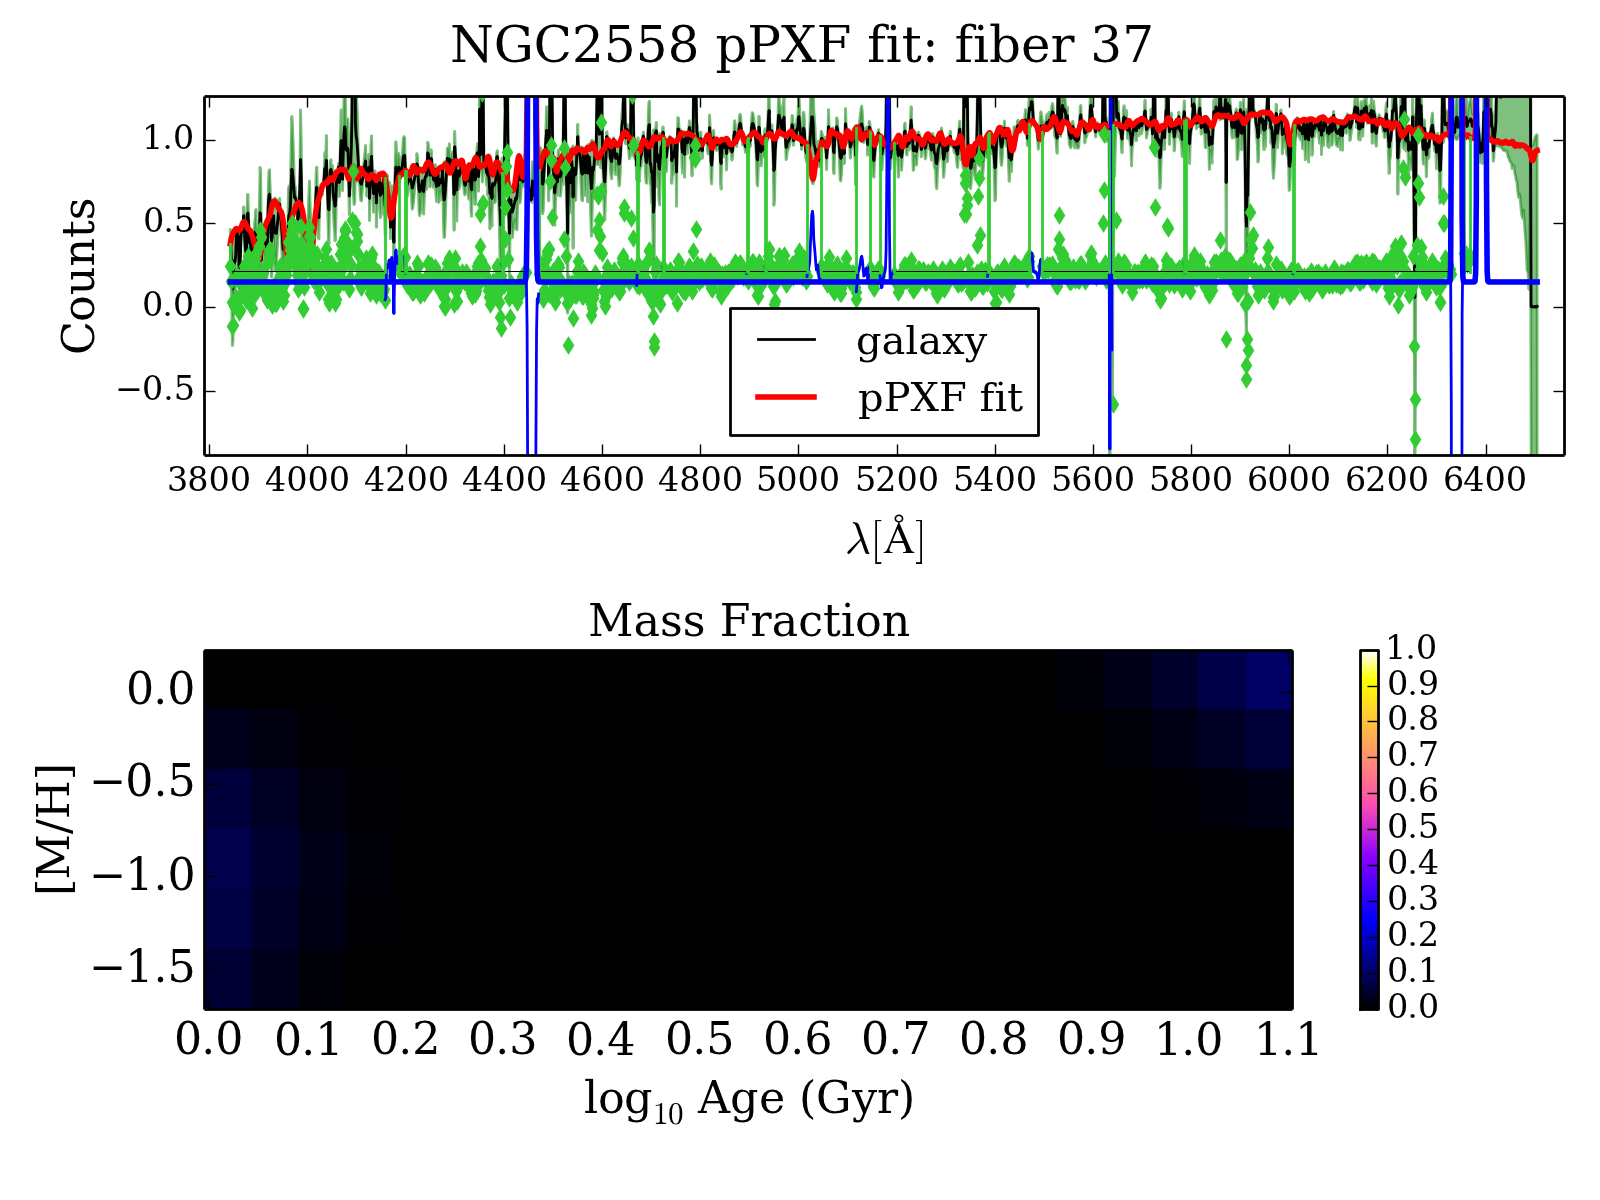 NGC2558 pPXF fit: fiber 37
Counts
1.0
0.5
0.0
−0.5
galaxy
pPXF fit
3800 4000 4200 4400 4600 4800 5000 5200 5400 5600 5800 6000 6200 6400
λ[Å]
Mass Fraction
[M/H]
0.0
−0.5
−1.0
−1.5
0.0 0.1 0.2 0.3 0.4 0.5 0.6 0.7 0.8 0.9 1.0 1.1
log₁₀ Age (Gyr)
1.0
0.9
0.8
0.7
0.6
0.5
0.4
0.3
0.2
0.1
0.0